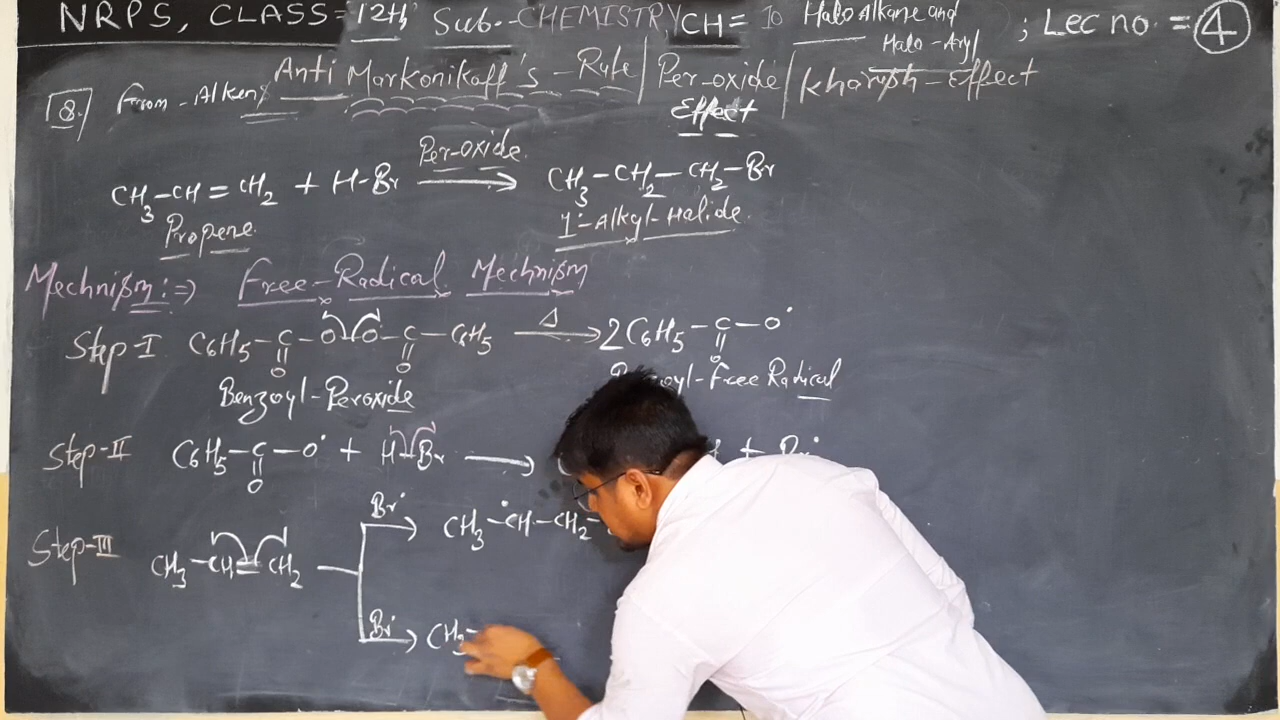 NRPS, CLASS=12th Sub.- CHEMISTRY, CH= 10 Halo Alkane and ; Lec no. = 4
Halo-Aryl
8. From - Alkene Anti Markonikoff's - Rule / Per-oxide / Kharash - Effect
Effect
CH3-CH=CH2 + H-Br Per-oxide CH3-CH2-CH2-Br
Propene 1°-Alkyl-Halide.
Mechnism:=> Free-Radical Mechnism
Step-I C6H5-C-O-O-C-C6H5 Δ 2C6H5-C-O•
O O O
Benzoyl-Peroxide Free Radical
Step-II C6H5-C-O• + H-Br + Br•
O
Br•
Step-III CH3-CH=CH2 CH3-•CH-CH2-
Br•